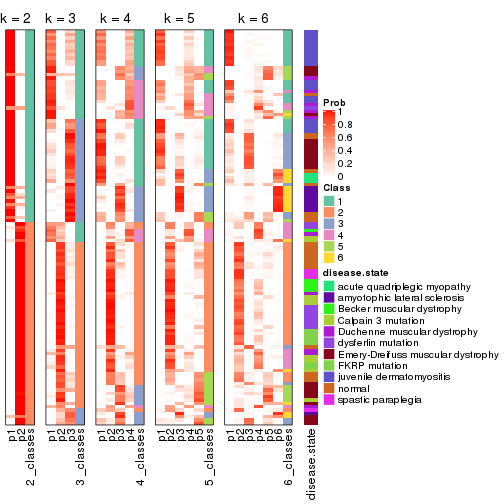 k = 2 k = 3 k = 4 k = 5 k = 6
Prob
1
0.8
0.6
0.4
0.2
0
Class
1
2
3
4
5
6
disease.state
acute quadriplegic myopathy
amyotophic lateral sclerosis
Becker muscular dystrophy
Calpain 3 mutation
Duchenne muscular dystrophy
dysferlin mutation
Emery-Dreifuss muscular dystrophy
FKRP mutation
juvenile dermatomyositis
normal
spastic paraplegia
p1 p2 2_classes p1 p2 p3 3_classes p1 p2 p3 p4 4_classes p1 p2 p3 p4 p5 5_classes p1 p2 p3 p4 p5 p6 6_classes disease.state